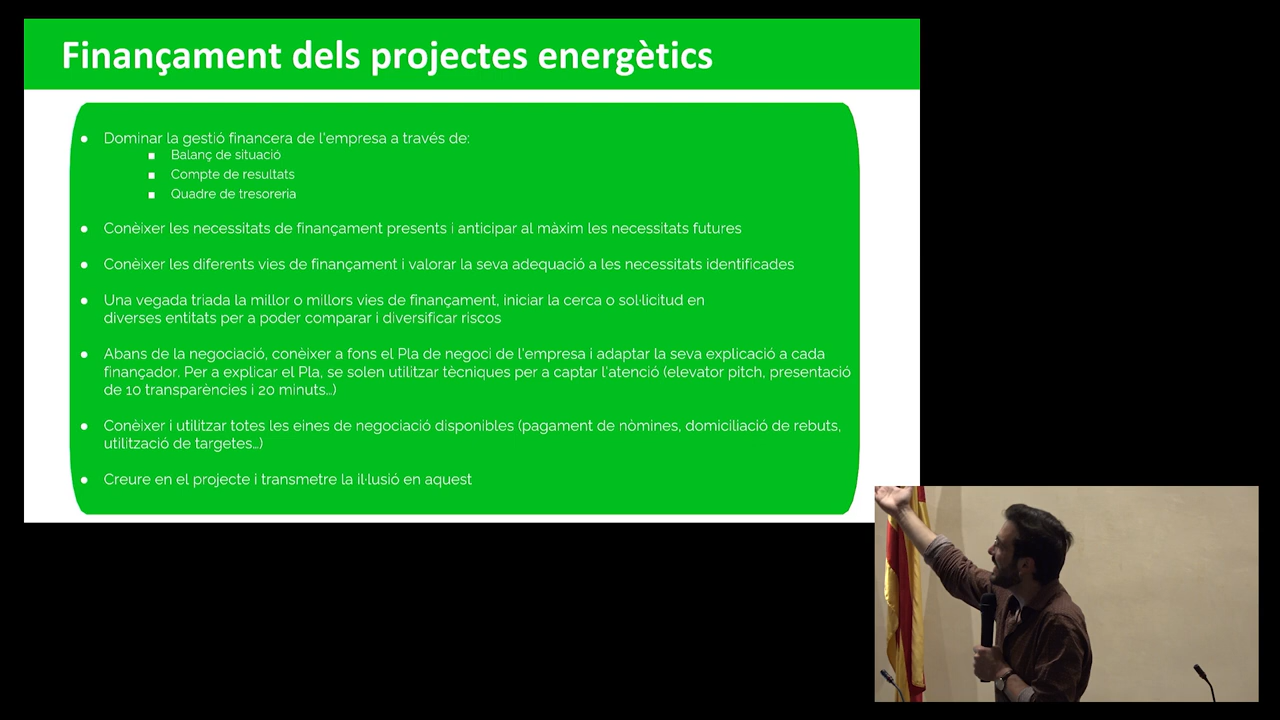 Finançament dels projectes energètics
● Dominar la gestió financera de l'empresa a través de:
■ Balanç de situació
■ Compte de resultats
■ Quadre de tresoreria
● Conèixer les necessitats de finançament presents i anticipar al màxim les necessitats futures
● Conèixer les diferents vies de finançament i valorar la seva adequació a les necessitats identificades
● Una vegada triada la millor o millors vies de finançament, iniciar la cerca o sol·licitud en
diverses entitats per a poder comparar i diversificar riscos
● Abans de la negociació, conèixer a fons el Pla de negoci de l'empresa i adaptar la seva explicació a cada
finançador. Per a explicar el Pla, se solen utilitzar tècniques per a captar l'atenció (elevator pitch, presentació
de 10 transparències i 20 minuts…)
● Conèixer i utilitzar totes les eines de negociació disponibles (pagament de nòmines, domiciliació de rebuts,
utilització de targetes…)
● Creure en el projecte i transmetre la il·lusió en aquest